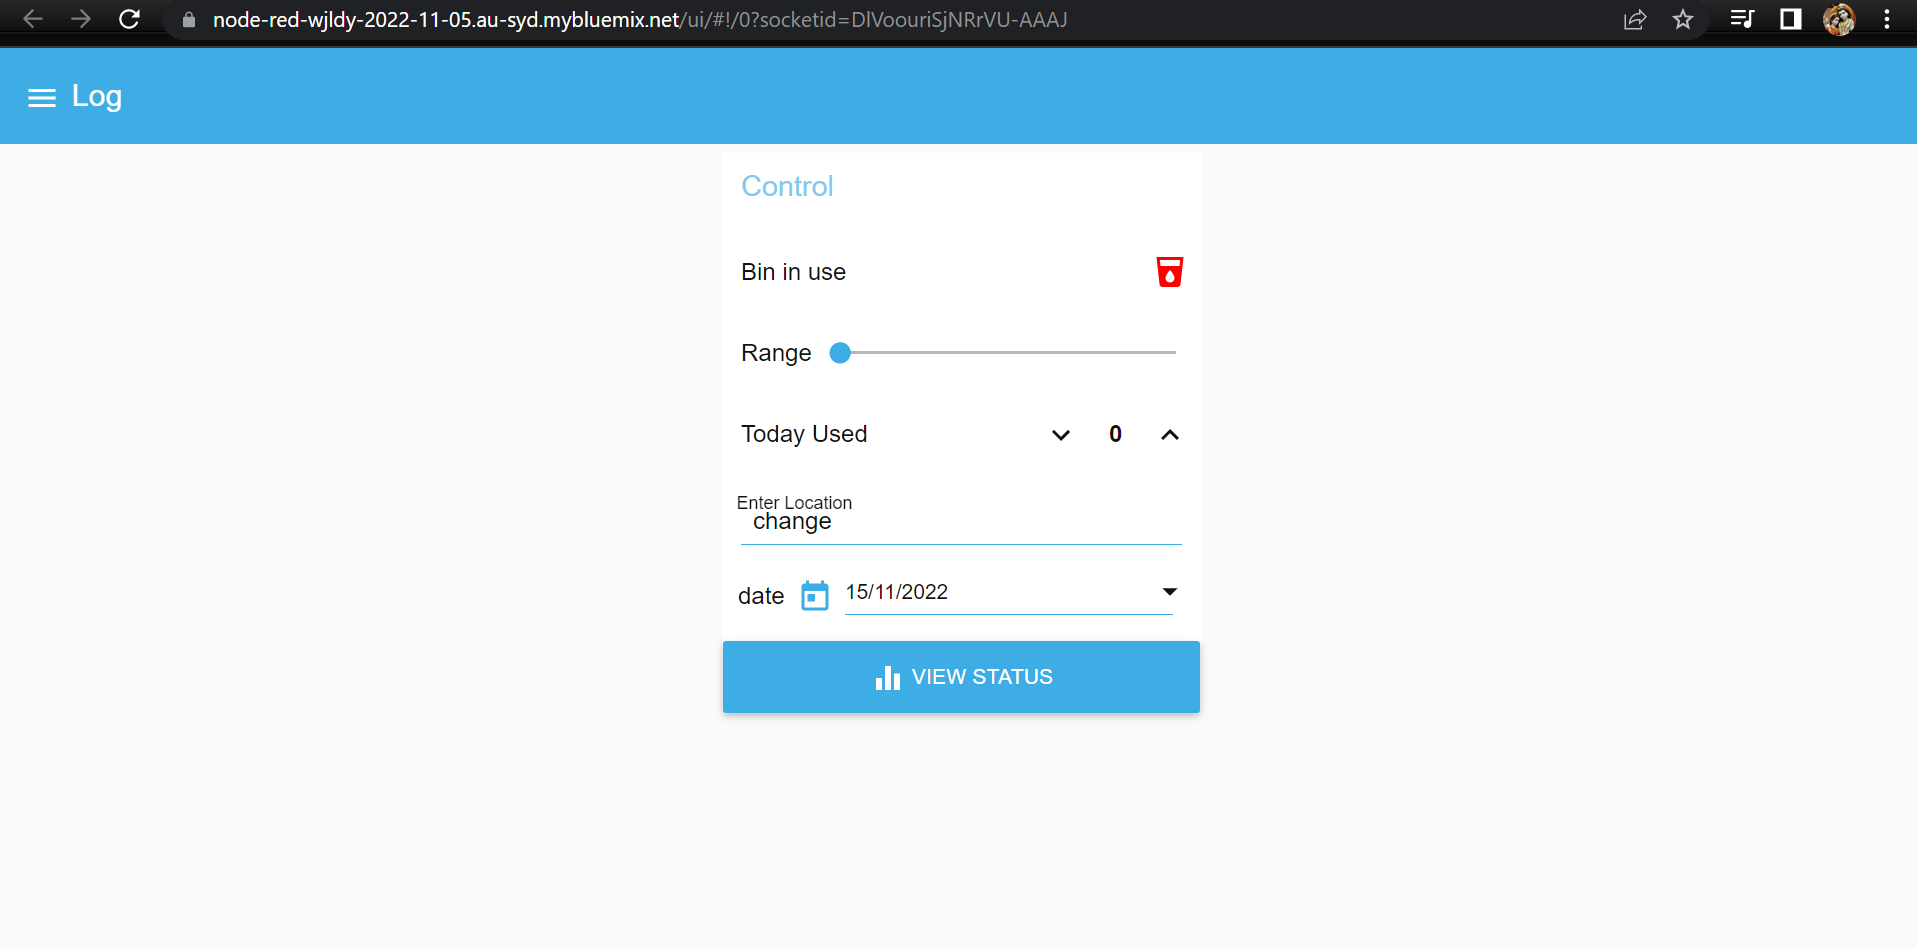 node-red-wjldy-2022-11-05.au-syd.mybluemix.net/ui/#!/0?socketid=DlVoouriSjNRrVU-AAAJ
Log
Control
Bin in use
Range
Today Used 0
Enter Location
change
date 15/11/2022
VIEW STATUS